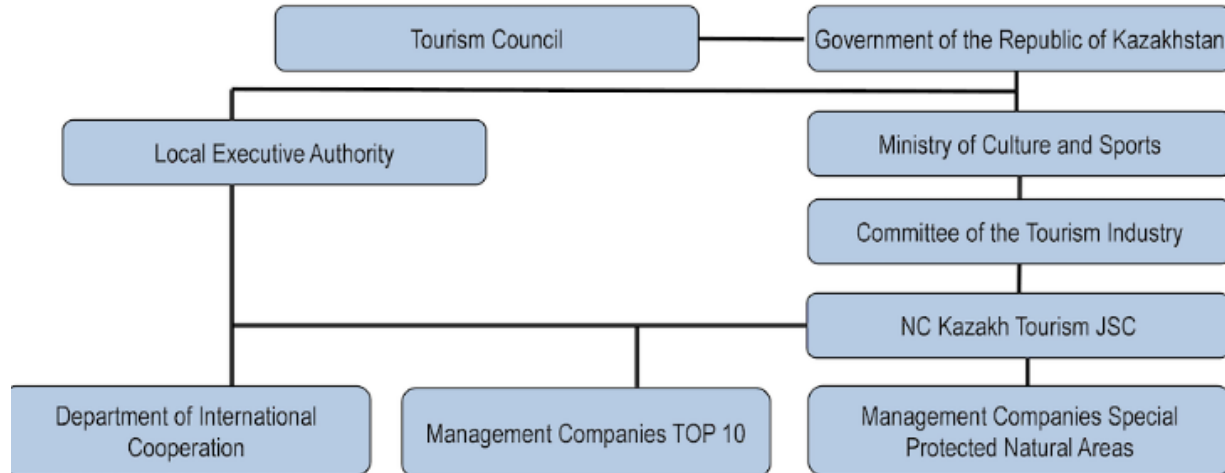 Tourism Council
Government of the Republic of Kazakhstan
Local Executive Authority
Ministry of Culture and Sports
Committee of the Tourism Industry
NC Kazakh Tourism JSC
Department of International
Cooperation
Management Companies TOP 10
Management Companies Special
Protected Natural Areas